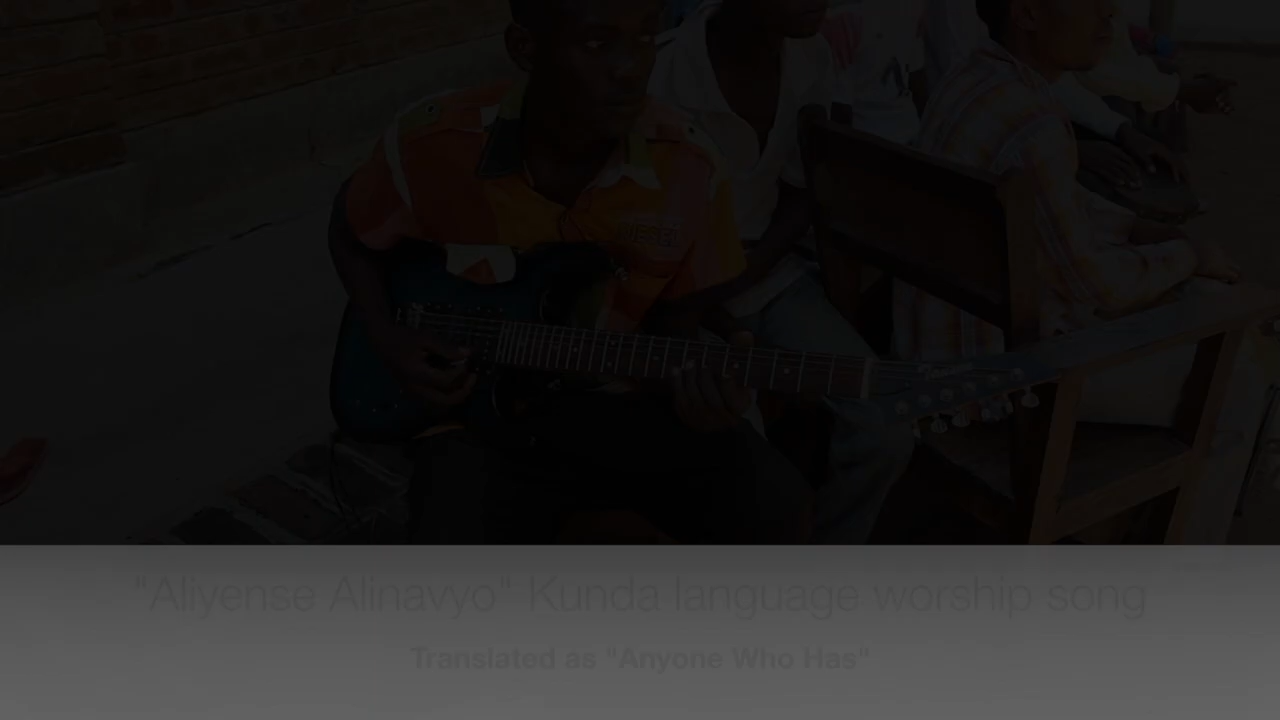 "Aliyense Alinavyo" Kunda language worship song
Translated as "Anyone Who Has"